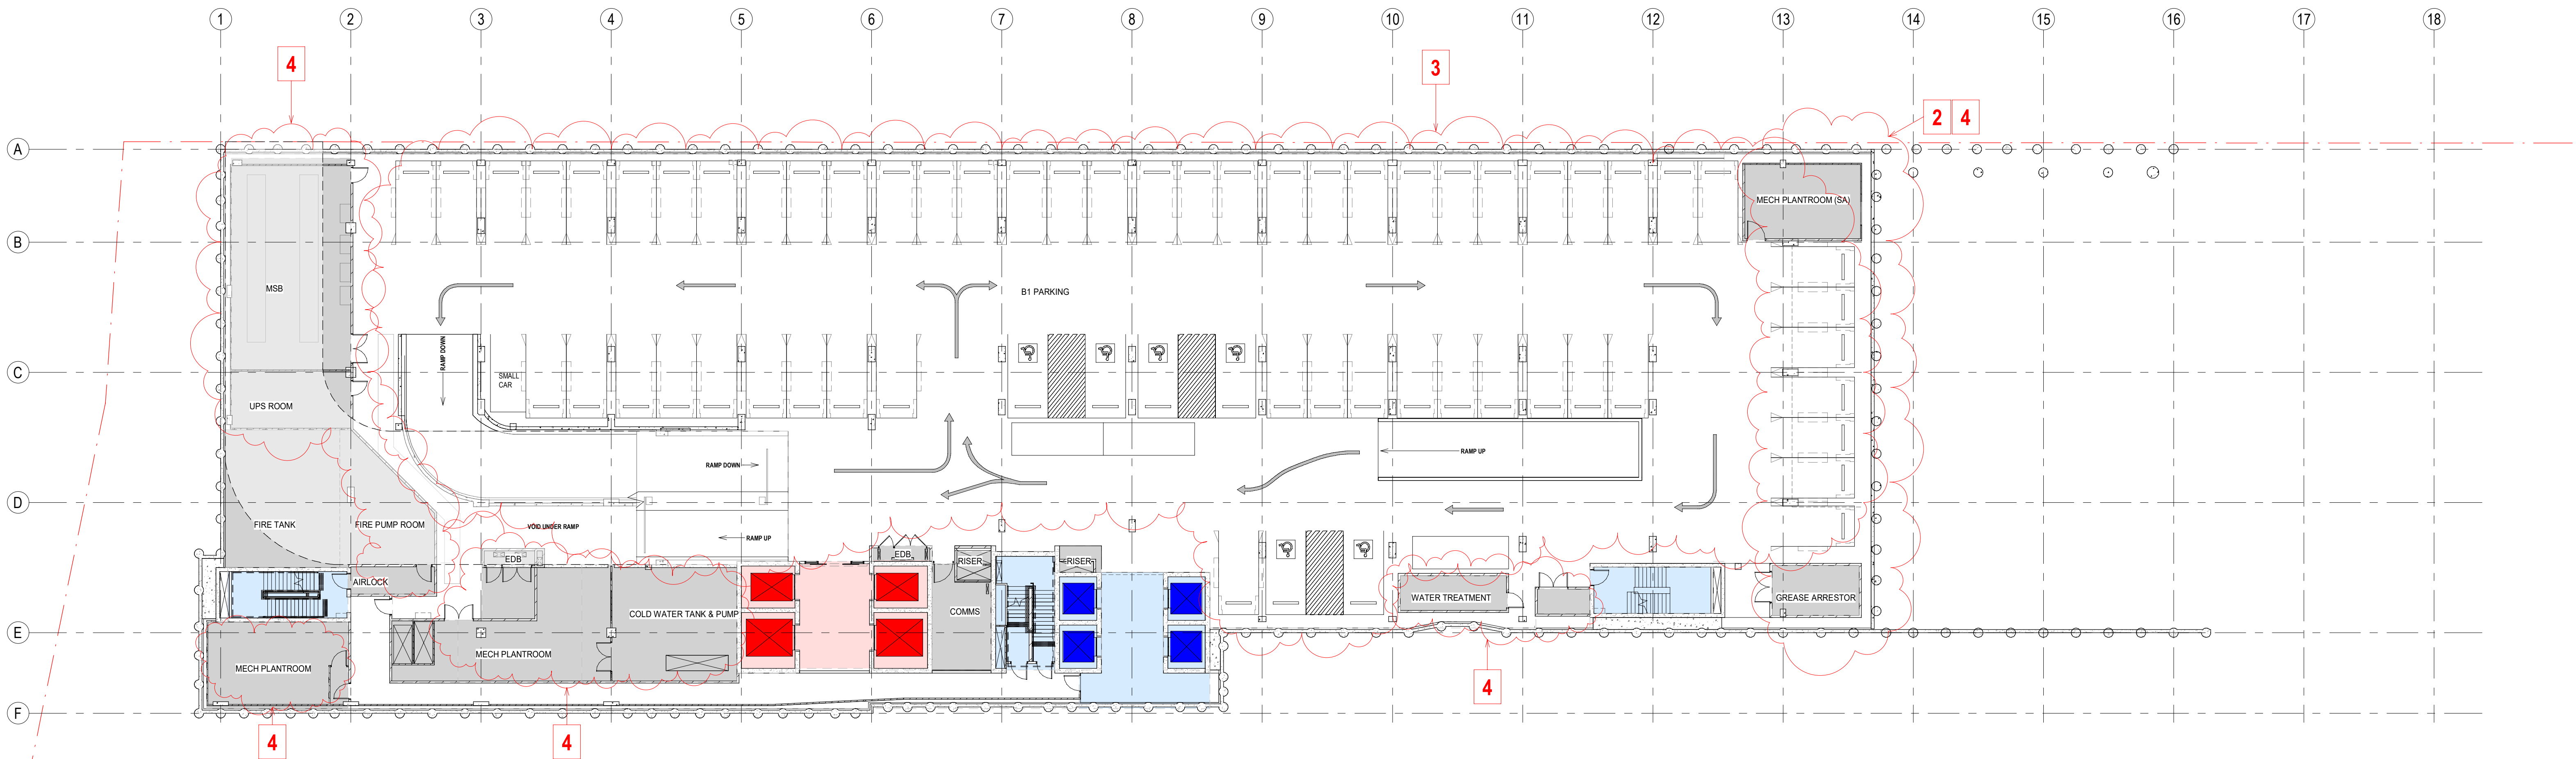 1 2 3 4 5 6 7 8 9 10 11 12 13 14 15 16 17 18
4
3
2 4
A
MECH PLANTROOM (SA)
B
MSB
B1 PARKING
RAMP DOWN
C
SMALL
CAR
UPS ROOM
RAMP UP
RAMP DOWN
D
FIRE TANK
FIRE PUMP ROOM
VOID UNDER RAMP
RAMP UP
EDB
EDB
RISER
RISER
AIRLOCK
COLD WATER TANK & PUMP
COMMS
WATER TREATMENT
GREASE ARRESTOR
E
MECH PLANTROOM
MECH PLANTROOM
4
F
4
4